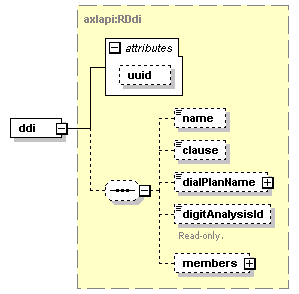 axlapi:RDdi
attributes
uuid
ddi
name
clause
dialPlanName
digitAnalysisId
Read-only.
members